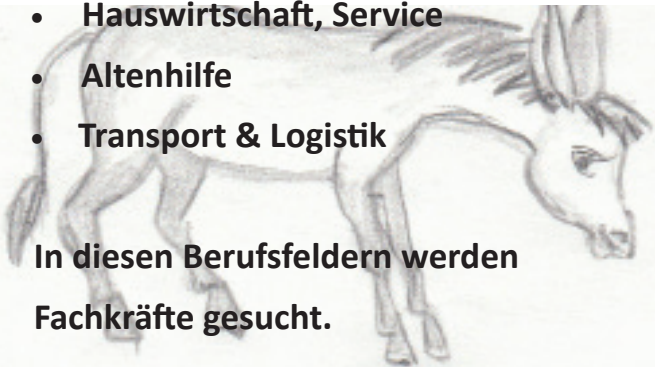 • Hauswirtschaft, Service
• Altenhilfe
• Transport & Logistik
In diesen Berufsfeldern werden
Fachkräfte gesucht.